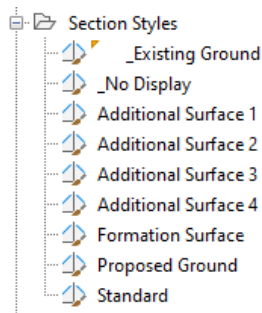 Section Styles
_Existing Ground
_No Display
Additional Surface 1
Additional Surface 2
Additional Surface 3
Additional Surface 4
Formation Surface
Proposed Ground
Standard